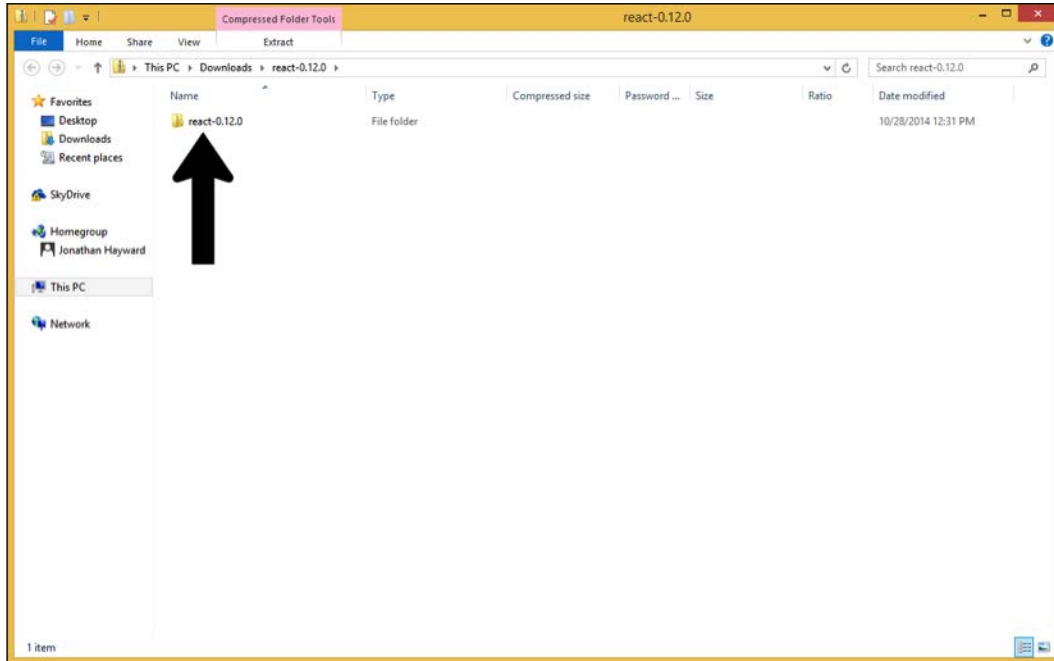 Compressed Folder Tools react-0.12.0
File Home Share View Extract
This PC Downloads react-0.12.0 Search react-0.12.0
Name Type Compressed size Password ... Size Ratio Date modified
react-0.12.0 File folder 10/28/2014 12:31 PM
Favorites
Desktop
Downloads
Recent places
SkyDrive
Homegroup
Jonathan Hayward
This PC
Network
1 item